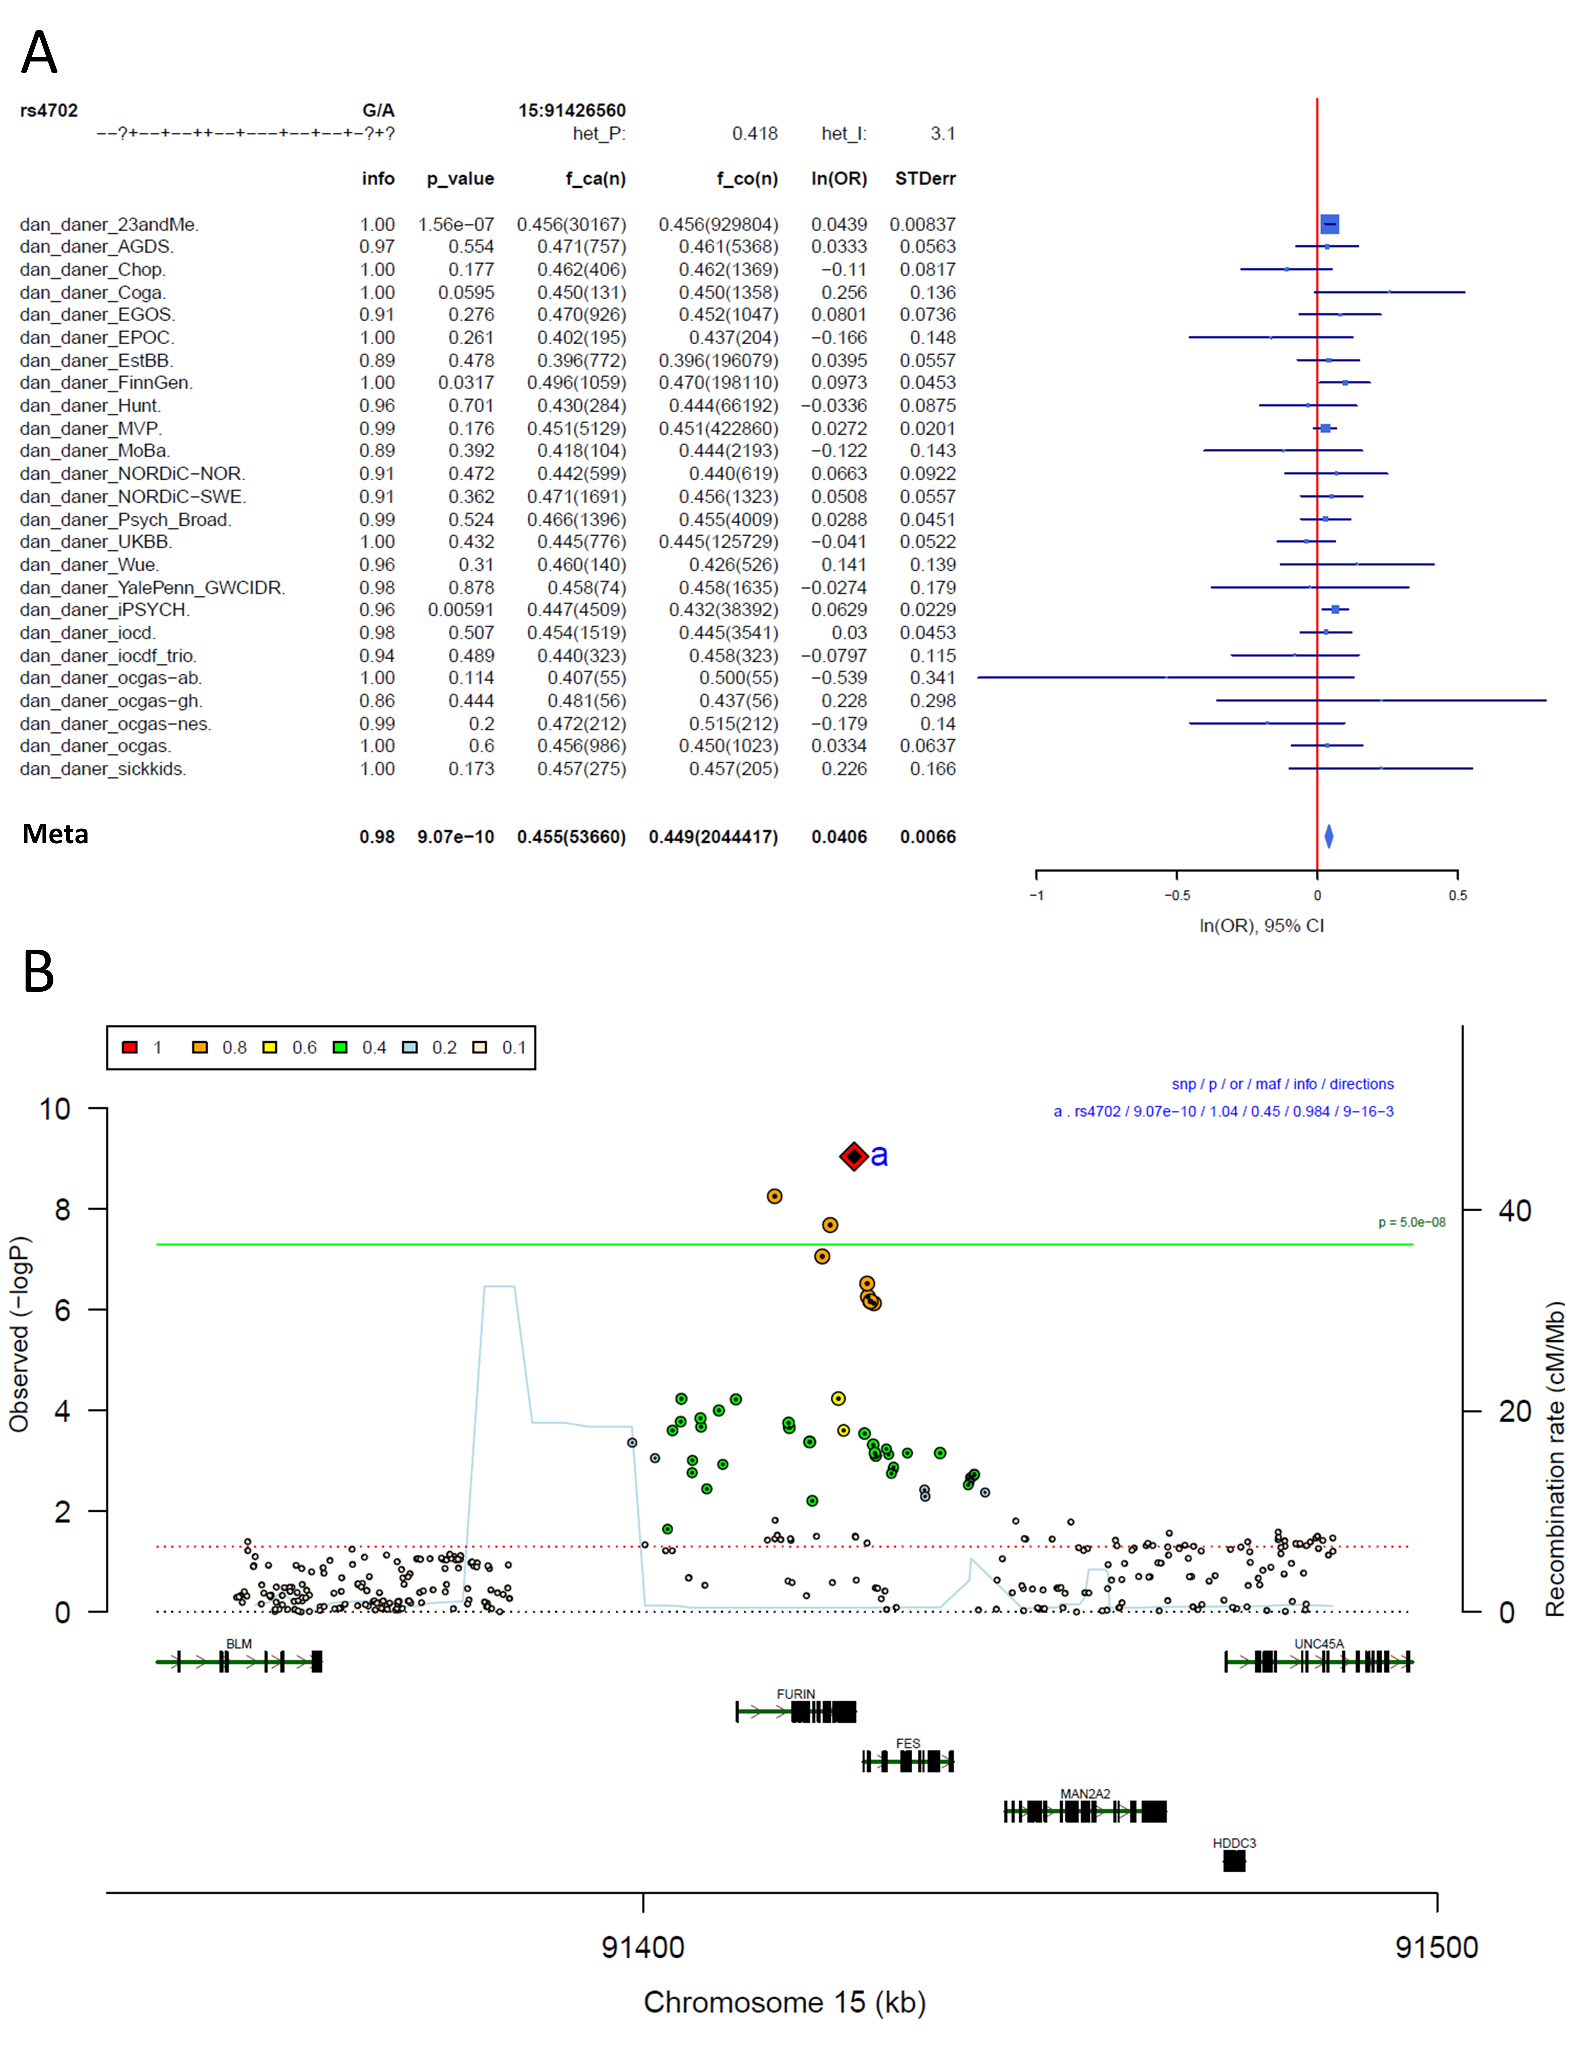 A
rs4702 G/A 15:91426560
−−?+−−+−−++−−+−−−+−−+−−+−?+? het_P: 0.418 het_I: 3.1
info p_value f_ca(n) f_co(n) ln(OR) STDerr
dan_daner_23andMe. 1.00 1.56e−07 0.456(30167) 0.456(929804) 0.0439 0.00837
dan_daner_AGDS. 0.97 0.554 0.471(757) 0.461(5368) 0.0333 0.0563
dan_daner_Chop. 1.00 0.177 0.462(406) 0.462(1369) −0.11 0.0817
dan_daner_Coga. 1.00 0.0595 0.450(131) 0.450(1358) 0.256 0.136
dan_daner_EGOS. 0.91 0.276 0.470(926) 0.452(1047) 0.0801 0.0736
dan_daner_EPOC. 1.00 0.261 0.402(195) 0.437(204) −0.166 0.148
dan_daner_EstBB. 0.89 0.478 0.396(772) 0.396(196079) 0.0395 0.0557
dan_daner_FinnGen. 1.00 0.0317 0.496(1059) 0.470(198110) 0.0973 0.0453
dan_daner_Hunt. 0.96 0.701 0.430(284) 0.444(66192) −0.0336 0.0875
dan_daner_MVP. 0.99 0.176 0.451(5129) 0.451(422860) 0.0272 0.0201
dan_daner_MoBa. 0.89 0.392 0.418(104) 0.444(2193) −0.122 0.143
dan_daner_NORDiC−NOR. 0.91 0.472 0.442(599) 0.440(619) 0.0663 0.0922
dan_daner_NORDiC−SWE. 0.91 0.362 0.471(1691) 0.456(1323) 0.0508 0.0557
dan_daner_Psych_Broad. 0.99 0.524 0.466(1396) 0.455(4009) 0.0288 0.0451
dan_daner_UKBB. 1.00 0.432 0.445(776) 0.445(125729) −0.041 0.0522
dan_daner_Wue. 0.96 0.31 0.460(140) 0.426(526) 0.141 0.139
dan_daner_YalePenn_GWCIDR. 0.98 0.878 0.458(74) 0.458(1635) −0.0274 0.179
dan_daner_iPSYCH. 0.96 0.00591 0.447(4509) 0.432(38392) 0.0629 0.0229
dan_daner_iocd. 0.98 0.507 0.454(1519) 0.445(3541) 0.03 0.0453
dan_daner_iocdf_trio. 0.94 0.489 0.440(323) 0.458(323) −0.0797 0.115
dan_daner_ocgas−ab. 1.00 0.114 0.407(55) 0.500(55) −0.539 0.341
dan_daner_ocgas−gh. 0.86 0.444 0.481(56) 0.437(56) 0.228 0.298
dan_daner_ocgas−nes. 0.99 0.2 0.472(212) 0.515(212) −0.179 0.14
dan_daner_ocgas. 1.00 0.6 0.456(986) 0.450(1023) 0.0334 0.0637
dan_daner_sickkids. 1.00 0.173 0.457(275) 0.457(205) 0.226 0.166
Meta 0.98 9.07e−10 0.455(53660) 0.449(2044417) 0.0406 0.0066
−1 −0.5 0 0.5
ln(OR), 95% CI
B
1 0.8 0.6 0.4 0.2 0.1
snp / p / or / maf / info / directions
a . rs4702 / 9.07e−10 / 1.04 / 0.45 / 0.984 / 9−16−3
a
p = 5.0e−08
10
8
6
4
2
0
Observed (−logP)
40
20
0
Recombination rate (cM/Mb)
BLM
UNC45A
FURIN
FES
MAN2A2
HDDC3
91400 91500
Chromosome 15 (kb)